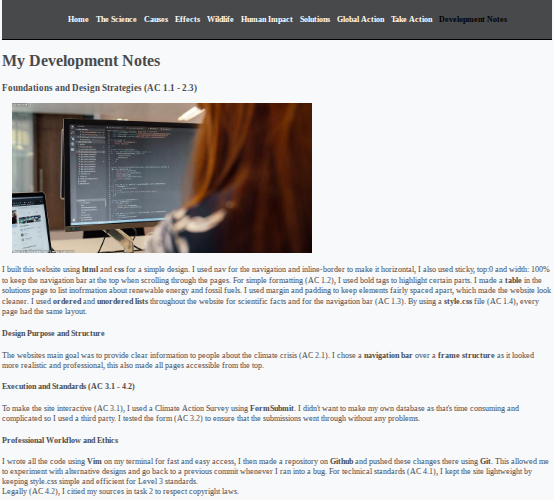 Home The Science Causes Effects Wildlife Human Impact Solutions Global Action Take Action Development Notes
My Development Notes
Foundations and Design Strategies (AC 1.1 - 2.3)
I built this website using html and css for a simple design. I used nav for the navigation and inline-border to make it horizontal, I also used sticky, top:0 and width: 100%
to keep the navigation bar at the top when scrolling through the pages. For simple formatting (AC 1.2), I used bold tags to highlight certain parts. I made a table in the
solutions page to list inofrmation about renewable energy and fossil fuels. I used margin and padding to keep elements fairly spaced apart, which made the website look
cleaner. I used ordered and unordered lists throughout the website for scientific facts and for the navigation bar (AC 1.3). By using a style.css file (AC 1.4), every
page had the same layout.
Design Purpose and Structure
The websites main goal was to provide clear information to people about the climate crisis (AC 2.1). I chose a navigation bar over a frame structure as it looked
more realistic and professional, this also made all pages accessible from the top.
Execution and Standards (AC 3.1 - 4.2)
To make the site interactive (AC 3.1), I used a Climate Action Survey using FormSubmit. I didn't want to make my own database as that's time consuming and
complicated so I used a third party. I tested the form (AC 3.2) to ensure that the submissions went through without any problems.
Professional Workflow and Ethics
I wrote all the code using Vim on my terminal for fast and easy access, I then made a repository on Github and pushed these changes there using Git. This allowed me
to experiment with alternative designs and go back to a previous commit whenever I ran into a bug. For technical standards (AC 4.1), I kept the site lightweight by
keeping style.css simple and efficient for Level 3 standards.
Legally (AC 4.2), I citied my sources in task 2 to respect copyright laws.